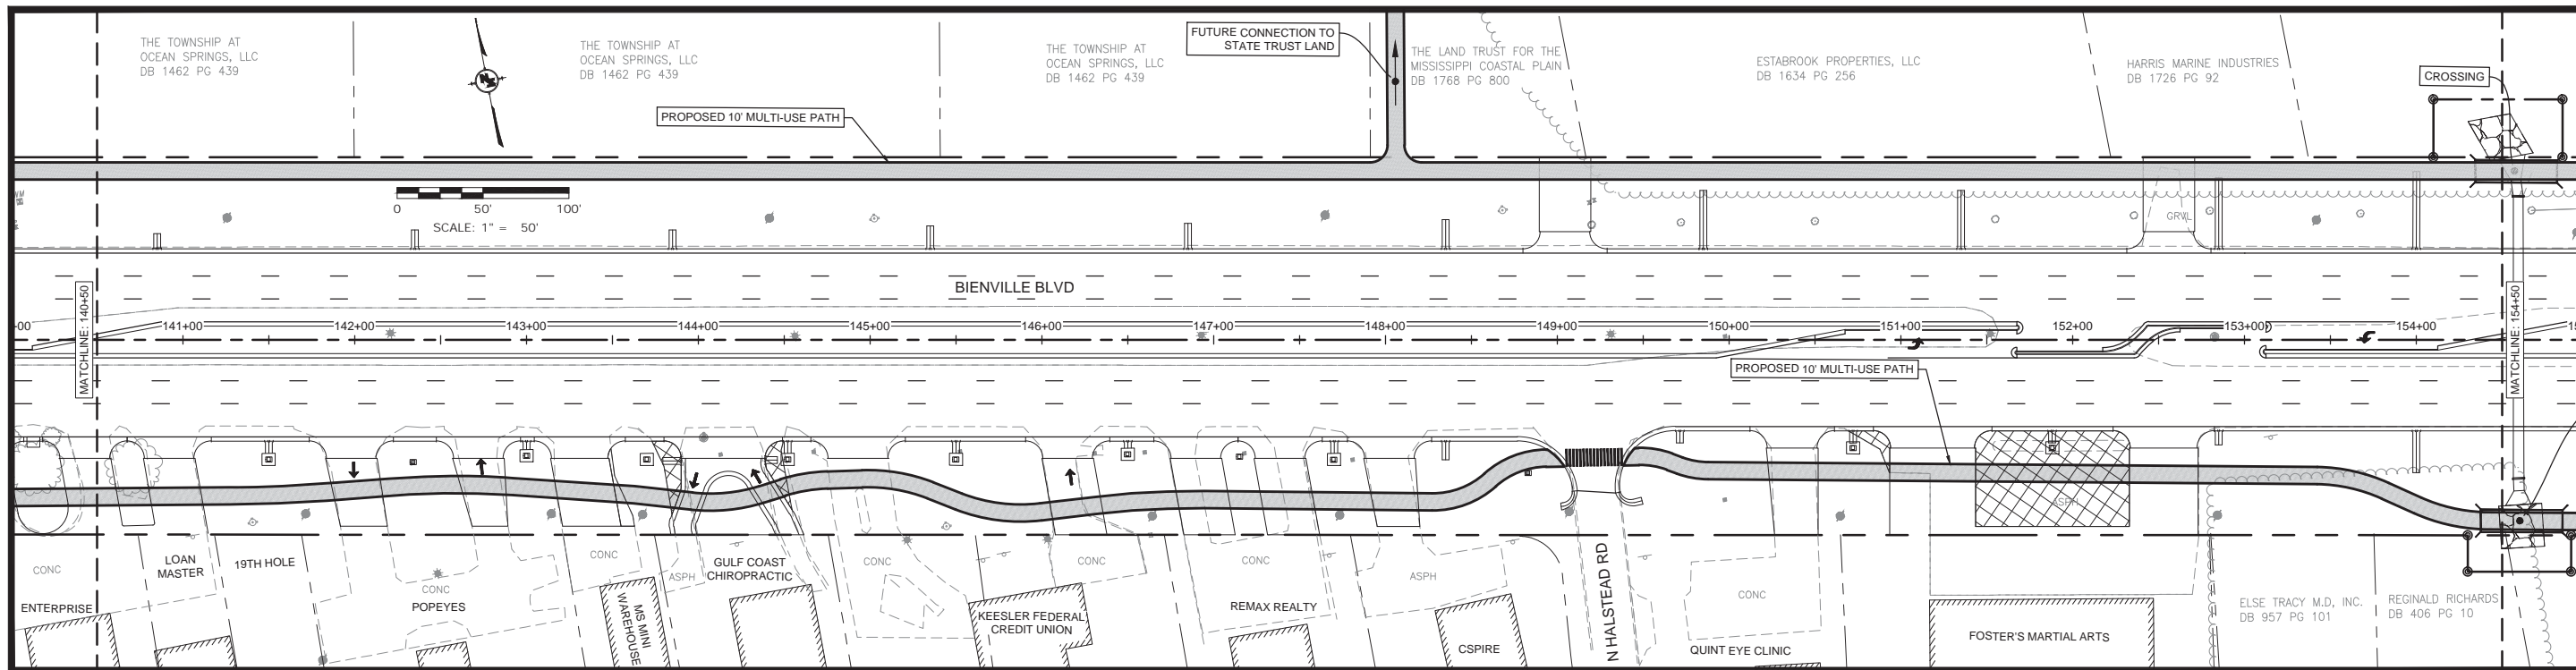 THE TOWNSHIP AT
OCEAN SPRINGS, LLC
DB 1462 PG 439
THE TOWNSHIP AT
OCEAN SPRINGS, LLC
DB 1462 PG 439
THE TOWNSHIP AT
OCEAN SPRINGS, LLC
DB 1462 PG 439
FUTURE CONNECTION TO
STATE TRUST LAND
THE LAND TRUST FOR THE
MISSISSIPPI COASTAL PLAIN
DB 1768 PG 800
ESTABROOK PROPERTIES, LLC
DB 1634 PG 256
HARRIS MARINE INDUSTRIES
DB 1726 PG 92
CROSSING
PROPOSED 10' MULTI-USE PATH
0 50' 100'
SCALE: 1" = 50'
GRVL
BIENVILLE BLVD
MATCHLINE: 140+50
MATCHLINE: 154+50
141+00 142+00 143+00 144+00 145+00 146+00 147+00 148+00 149+00 150+00 151+00 152+00 153+00 154+00
PROPOSED 10' MULTI-USE PATH
ASPH
CONC
ENTERPRISE
LOAN
MASTER
19TH HOLE
CONC
POPEYES
CONC
MS MINI
WAREHOUSE
ASPH
GULF COAST
CHIROPRACTIC
CONC
KEESLER FEDERAL
CREDIT UNION
CONC
CONC
REMAX REALTY
ASPH
CSPIRE
N HALSTEAD RD
CONC
QUINT EYE CLINIC
FOSTER'S MARTIAL ARTS
ELSE TRACY M.D, INC.
DB 957 PG 101
REGINALD RICHARDS
DB 406 PG 10